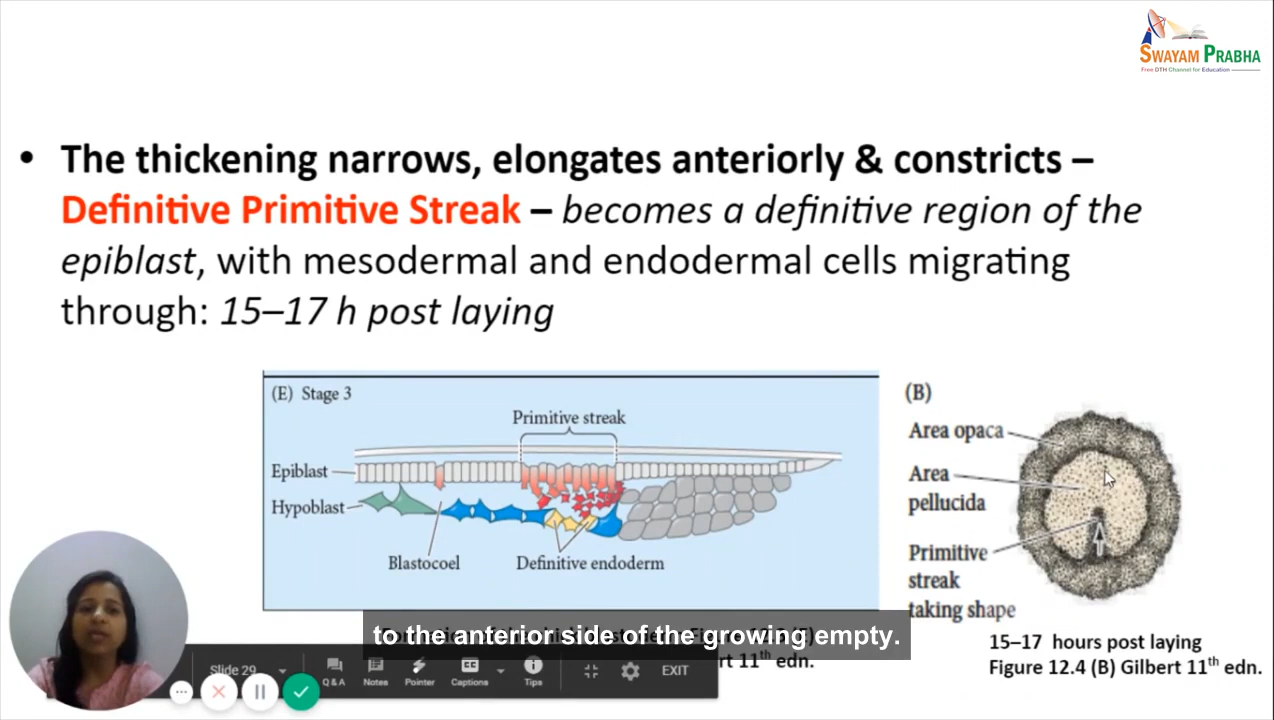 SWAYAM PRABHA
Free DTH Channel for Education
• The thickening narrows, elongates anteriorly & constricts –
Definitive Primitive Streak – becomes a definitive region of the
epiblast, with mesodermal and endodermal cells migrating
through: 15–17 h post laying
(E) Stage 3
Primitive streak
Epiblast
Hypoblast
Blastocoel
Definitive endoderm
(B)
Area opaca
Area
pellucida
Primitive
streak
taking shape
15–17 hours post laying
Figure 12.4 (B) Gilbert 11th edn.
to the anterior side of the growing empty.
11th edn.
Slide 29
Q&A
Notes
Pointer
Captions
Tips
EXIT